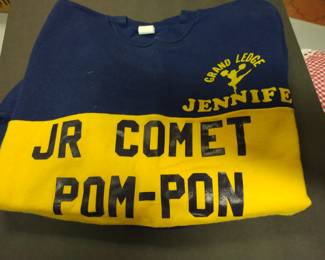 GRAND LEDGE
JENNIFE
JR COMET
POM-PON